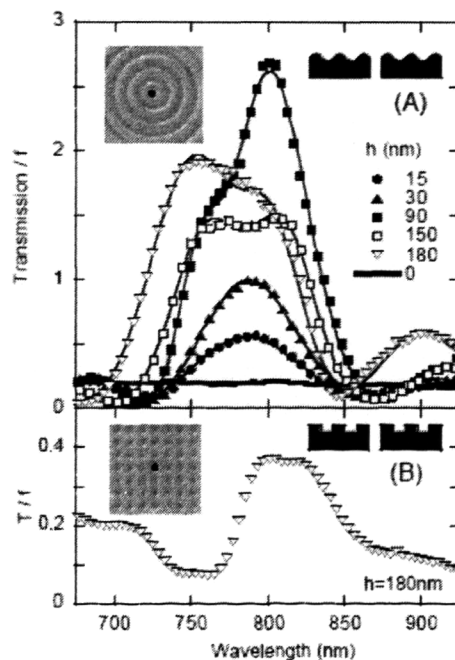 3
2
1
0
Transmission / f
(A)
h (nm)
15
30
90
150
180
0
0.4
0.2
0
T / f
(B)
h=180nm
700
750
800
850
900
Wavelength (nm)